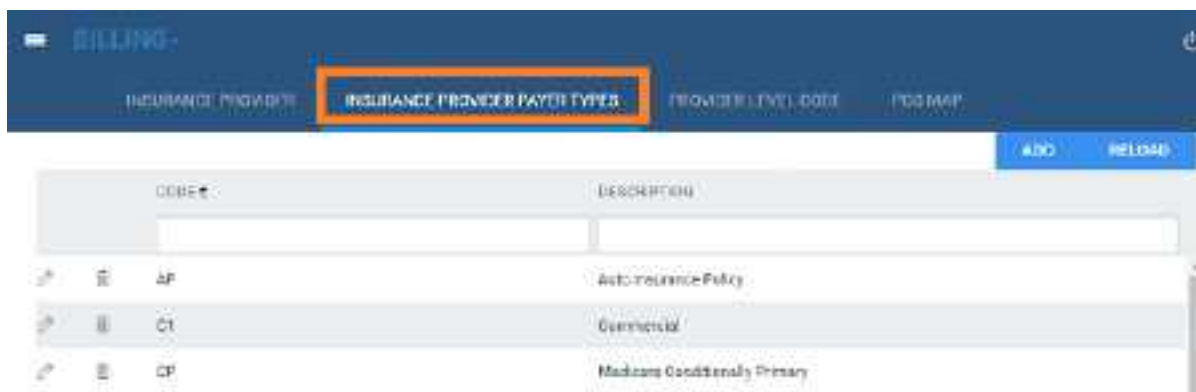 BILLING
INSURANCE PROVIDER INSURANCE PROVIDER PAYER TYPES PROVIDER LEVEL CODE POS MAP
ADD RELOAD
CODE DESCRIPTION
AP Auto Insurance Policy
C1 Commercial
CP Medicare Conditionally Primary